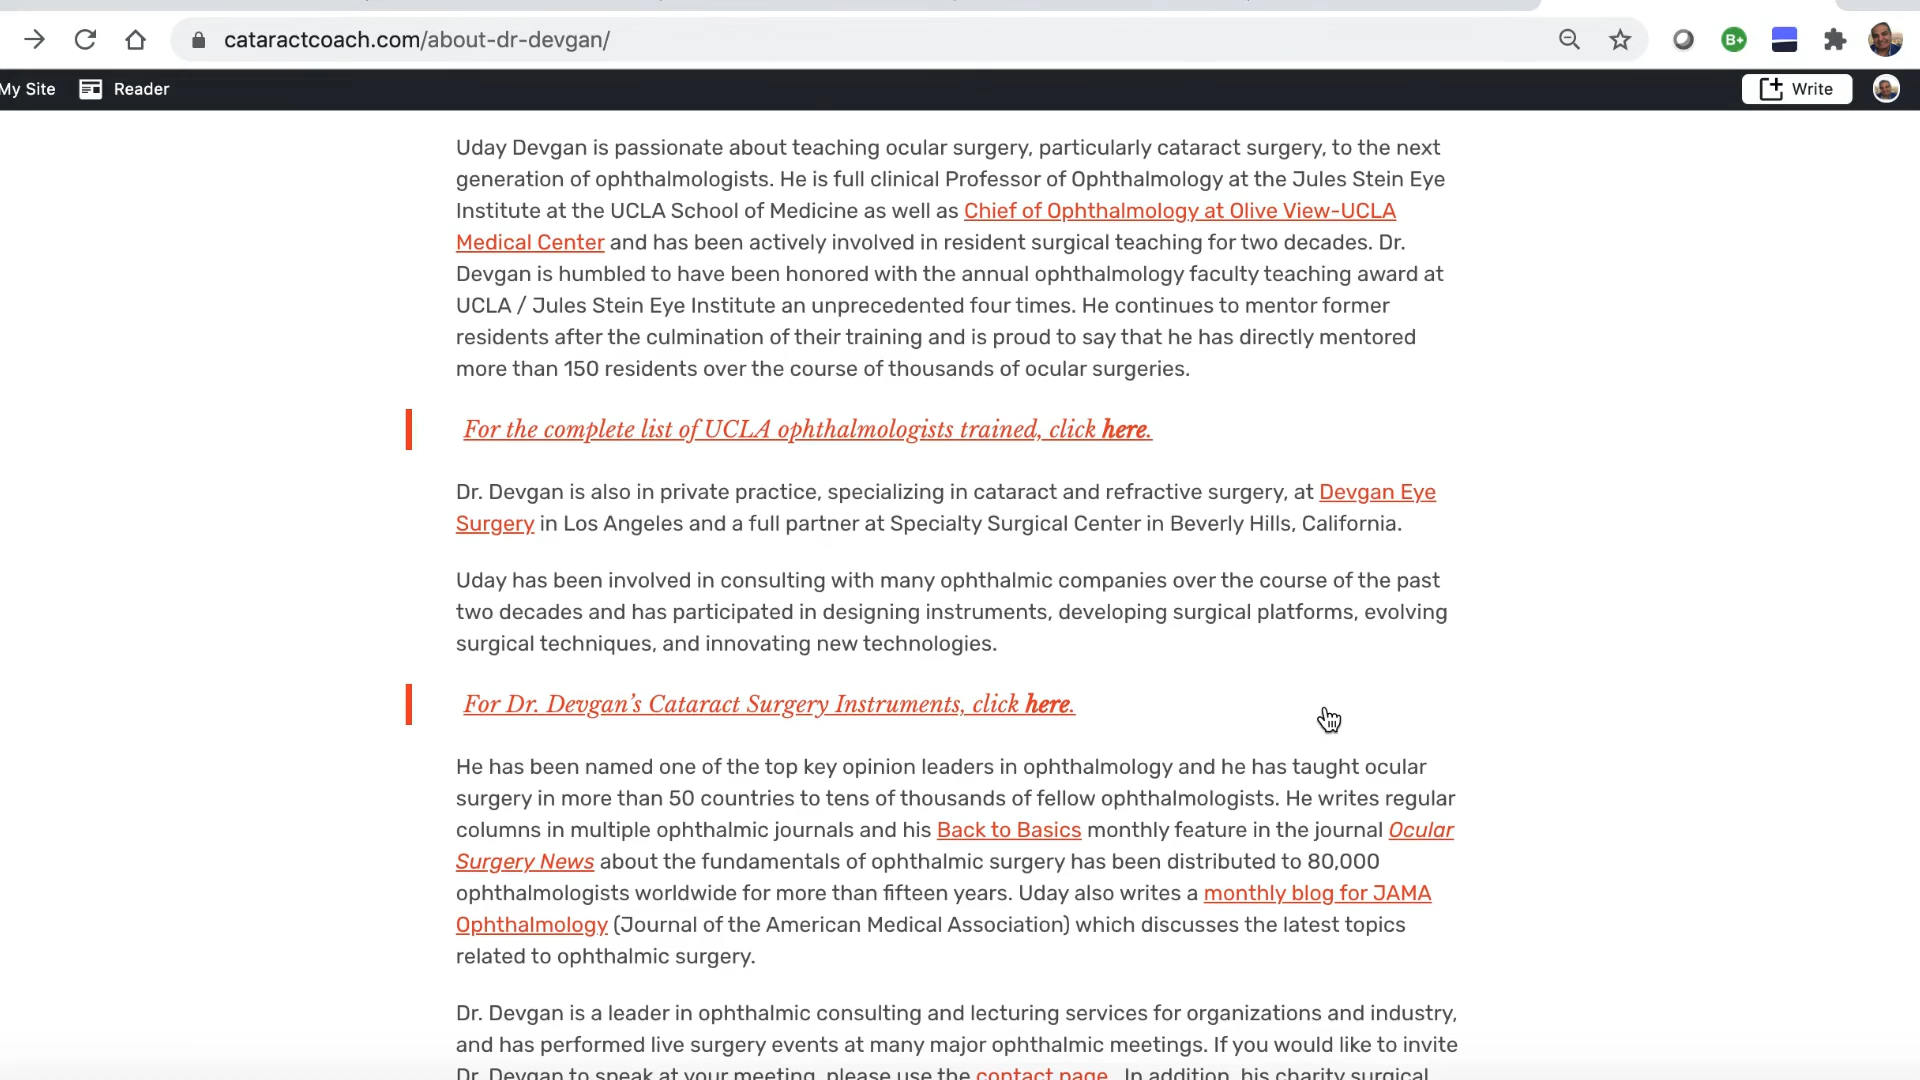 cataractcoach.com/about-dr-devgan/
B+
My Site
Reader
Write
Uday Devgan is passionate about teaching ocular surgery, particularly cataract surgery, to the next
generation of ophthalmologists. He is full clinical Professor of Ophthalmology at the Jules Stein Eye
Institute at the UCLA School of Medicine as well as Chief of Ophthalmology at Olive View-UCLA
Medical Center and has been actively involved in resident surgical teaching for two decades. Dr.
Devgan is humbled to have been honored with the annual ophthalmology faculty teaching award at
UCLA / Jules Stein Eye Institute an unprecedented four times. He continues to mentor former
residents after the culmination of their training and is proud to say that he has directly mentored
more than 150 residents over the course of thousands of ocular surgeries.
For the complete list of UCLA ophthalmologists trained, click here.
Dr. Devgan is also in private practice, specializing in cataract and refractive surgery, at Devgan Eye
Surgery in Los Angeles and a full partner at Specialty Surgical Center in Beverly Hills, California.
Uday has been involved in consulting with many ophthalmic companies over the course of the past
two decades and has participated in designing instruments, developing surgical platforms, evolving
surgical techniques, and innovating new technologies.
For Dr. Devgan’s Cataract Surgery Instruments, click here.
He has been named one of the top key opinion leaders in ophthalmology and he has taught ocular
surgery in more than 50 countries to tens of thousands of fellow ophthalmologists. He writes regular
columns in multiple ophthalmic journals and his Back to Basics monthly feature in the journal Ocular
Surgery News about the fundamentals of ophthalmic surgery has been distributed to 80,000
ophthalmologists worldwide for more than fifteen years. Uday also writes a monthly blog for JAMA
Ophthalmology (Journal of the American Medical Association) which discusses the latest topics
related to ophthalmic surgery.
Dr. Devgan is a leader in ophthalmic consulting and lecturing services for organizations and industry,
and has performed live surgery events at many major ophthalmic meetings. If you would like to invite
Dr. Devgan to speak at your meeting, please use the contact page. In addition, his charity surgical